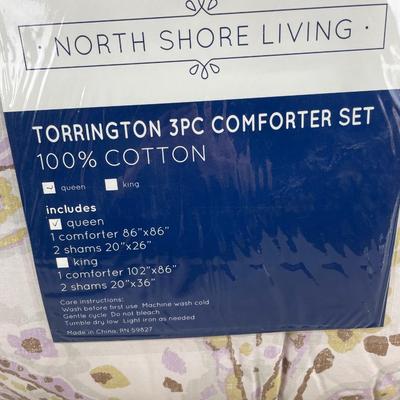 · NORTH SHORE LIVING ·
TORRINGTON 3PC COMFORTER SET
100% COTTON
queen king
includes
queen
1 comforter 86"x86"
2 shams 20"x26"
king
1 comforter 102"x86"
2 shams 20"x36"
Care instructions:
Wash before first use. Machine wash cold
Gentle cycle. Do not bleach.
Tumble dry low. Light iron as needed
Made in China, RN 59827